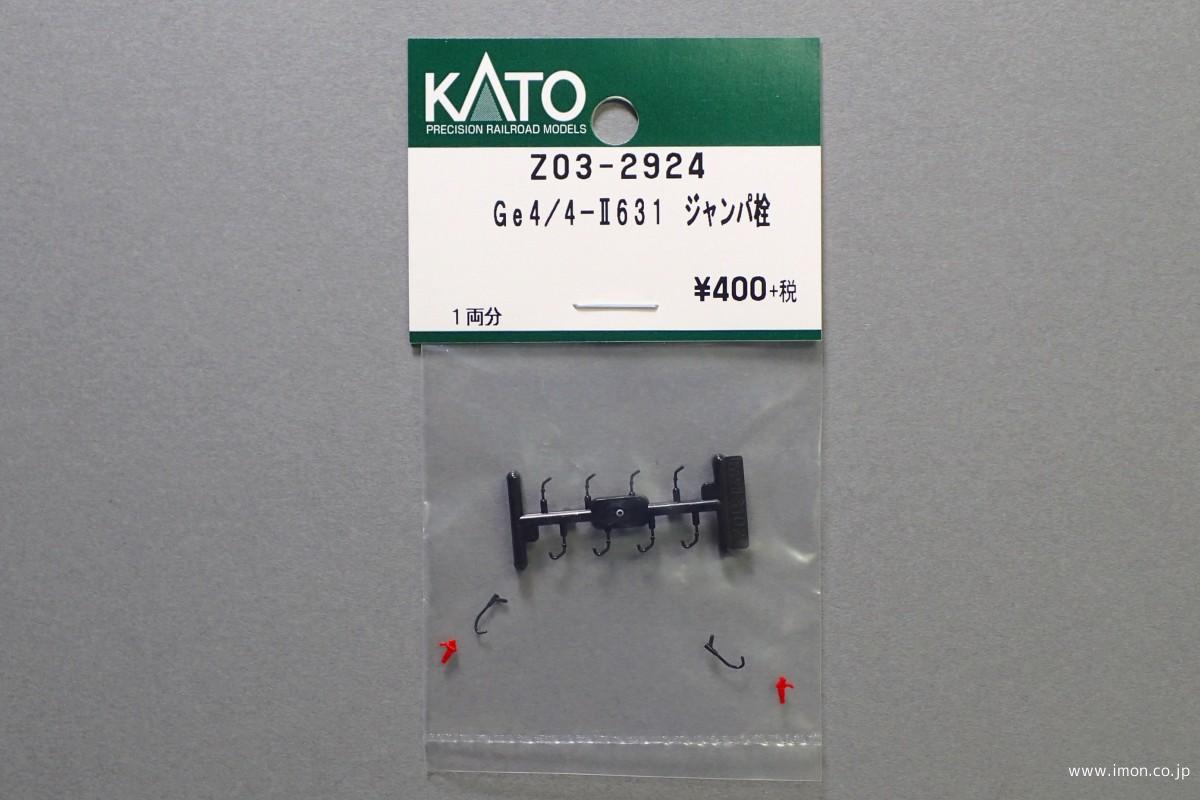 KATO
PRECISION RAILROAD MODELS
Z03-2924
Ge4/4-Ⅱ631 ジャンパ栓
¥400+税
1両分
www.imon.co.jp